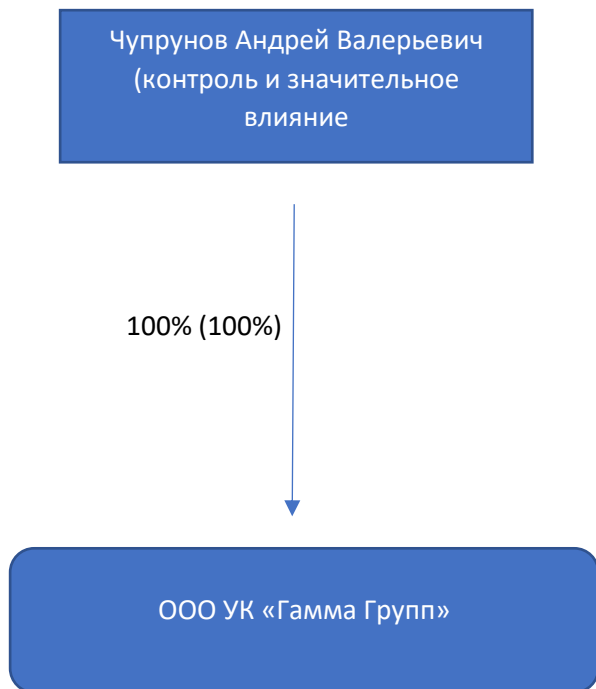 Чупрунов Андрей Валерьевич
(контроль и значительное
влияние
100% (100%)
ООО УК «Гамма Групп»